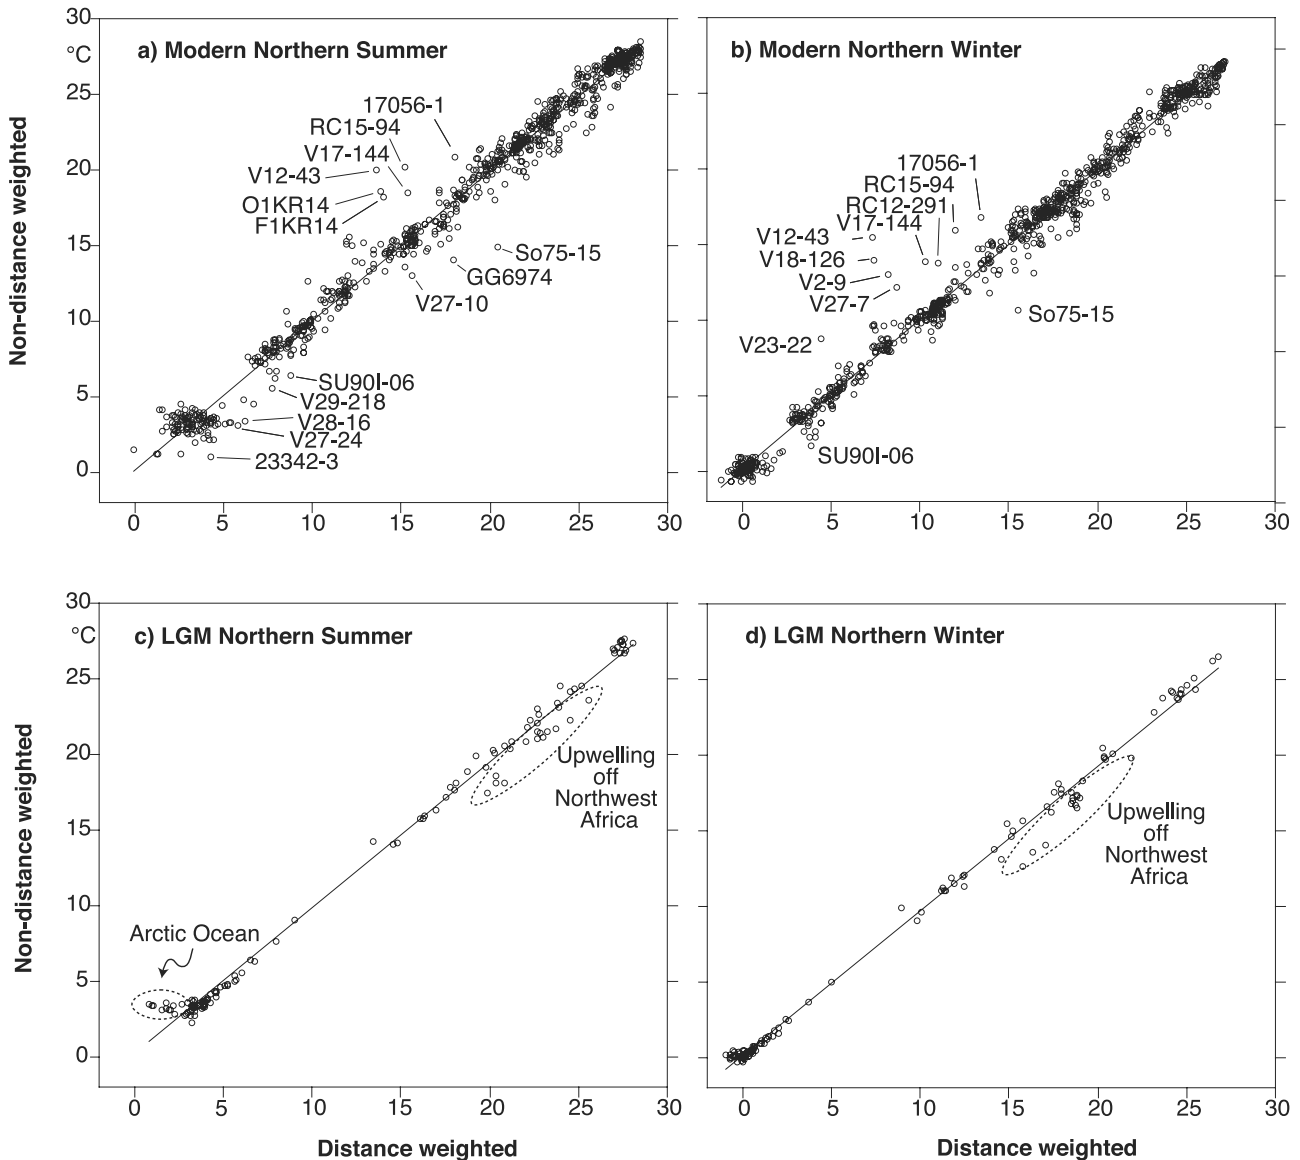 30
°C
25
20
15
10
5
0
Non-distance weighted
a) Modern Northern Summer
17056-1
RC15-94
V17-144
V12-43
O1KR14
F1KR14
So75-15
GG6974
V27-10
SU90I-06
V29-218
V28-16
V27-24
23342-3
0 5 10 15 20 25 30
b) Modern Northern Winter
17056-1
RC15-94
RC12-291
V17-144
V12-43
V18-126
V2-9
V27-7
So75-15
V23-22
SU90I-06
0 5 10 15 20 25 30
30
°C
25
20
15
10
5
0
Non-distance weighted
c) LGM Northern Summer
Upwelling
off
Northwest
Africa
Arctic Ocean
0 5 10 15 20 25 30
Distance weighted
d) LGM Northern Winter
Upwelling
off
Northwest
Africa
0 5 10 15 20 25 30
Distance weighted